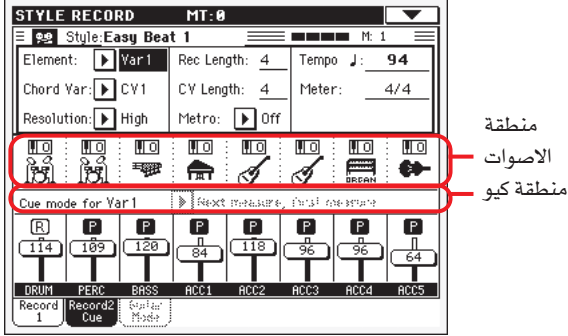 STYLE RECORD MT:0
Style:Easy Beat 1 M: 1
Element: Var1 Rec Length: 4 Tempo ♩: 94
Chord Var: CV1 CV Length: 4 Meter: 4/4
Resolution: High Metro: Off
منطقة
الاصوات
منطقة كيو
ORGAN
Cue mode for Var1 Next measure, first measure
R P P P P P P P
114 109 120 84 118 96 96 64
DRUM PERC BASS ACC1 ACC2 ACC3 ACC4 ACC5
Record 1 Record2 Cue Guitar Mode